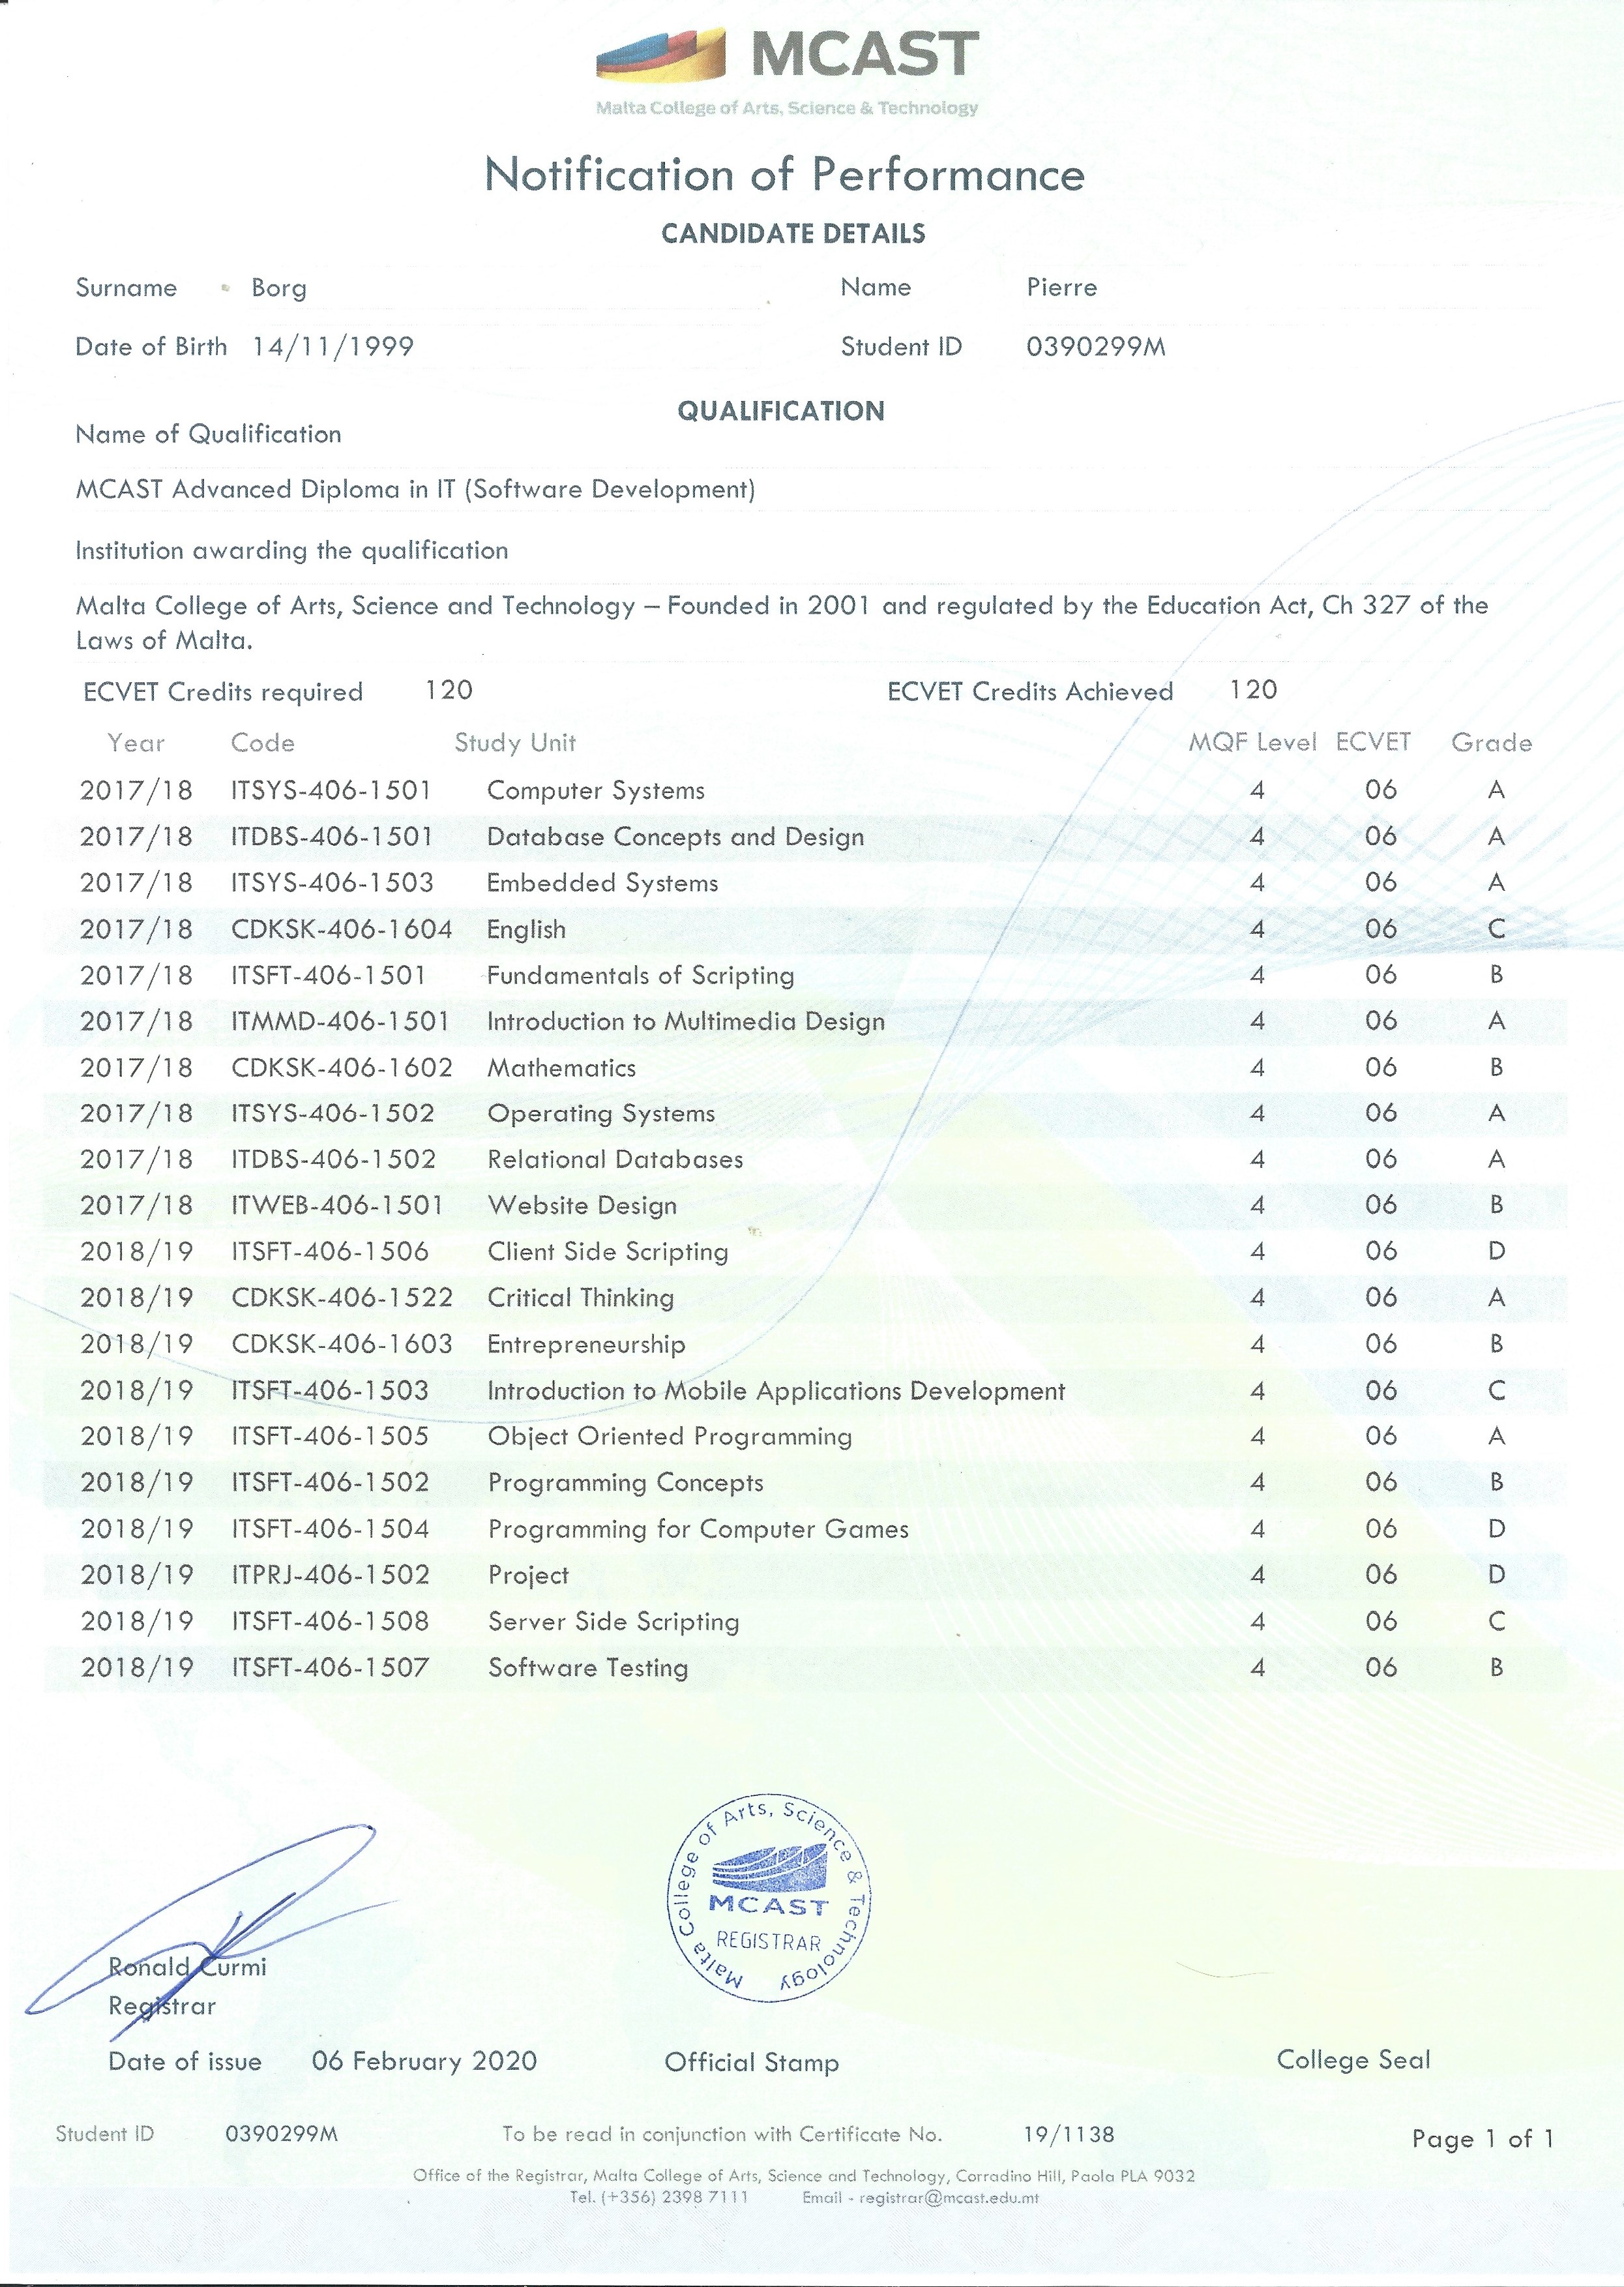 MCAST
Malta College of Arts, Science & Technology
Notification of Performance
CANDIDATE DETAILS
Surname Borg Name Pierre
Date of Birth 14/11/1999 Student ID 0390299M
QUALIFICATION
Name of Qualification
MCAST Advanced Diploma in IT (Software Development)
Institution awarding the qualification
Malta College of Arts, Science and Technology – Founded in 2001 and regulated by the Education Act, Ch 327 of the
Laws of Malta.
ECVET Credits required 120 ECVET Credits Achieved 120
Year Code Study Unit MQF Level ECVET Grade
2017/18 ITSYS-406-1501 Computer Systems 4 06 A
2017/18 ITDBS-406-1501 Database Concepts and Design 4 06 A
2017/18 ITSYS-406-1503 Embedded Systems 4 06 A
2017/18 CDKSK-406-1604 English 4 06 C
2017/18 ITSFT-406-1501 Fundamentals of Scripting 4 06 B
2017/18 ITMMD-406-1501 Introduction to Multimedia Design 4 06 A
2017/18 CDKSK-406-1602 Mathematics 4 06 B
2017/18 ITSYS-406-1502 Operating Systems 4 06 A
2017/18 ITDBS-406-1502 Relational Databases 4 06 A
2017/18 ITWEB-406-1501 Website Design 4 06 B
2018/19 ITSFT-406-1506 Client Side Scripting 4 06 D
2018/19 CDKSK-406-1522 Critical Thinking 4 06 A
2018/19 CDKSK-406-1603 Entrepreneurship 4 06 B
2018/19 ITSFT-406-1503 Introduction to Mobile Applications Development 4 06 C
2018/19 ITSFT-406-1505 Object Oriented Programming 4 06 A
2018/19 ITSFT-406-1502 Programming Concepts 4 06 B
2018/19 ITSFT-406-1504 Programming for Computer Games 4 06 D
2018/19 ITPRJ-406-1502 Project 4 06 D
2018/19 ITSFT-406-1508 Server Side Scripting 4 06 C
2018/19 ITSFT-406-1507 Software Testing 4 06 B
Malta College of Arts, Science & Technology
MCAST
REGISTRAR
Ronald Curmi
Registrar
Date of issue 06 February 2020 Official Stamp College Seal
Student ID 0390299M To be read in conjunction with Certificate No. 19/1138 Page 1 of 1
Office of the Registrar, Malta College of Arts, Science and Technology, Corradino Hill, Paola PLA 9032
Tel. (+356) 2398 7111 Email - registrar@mcast.edu.mt